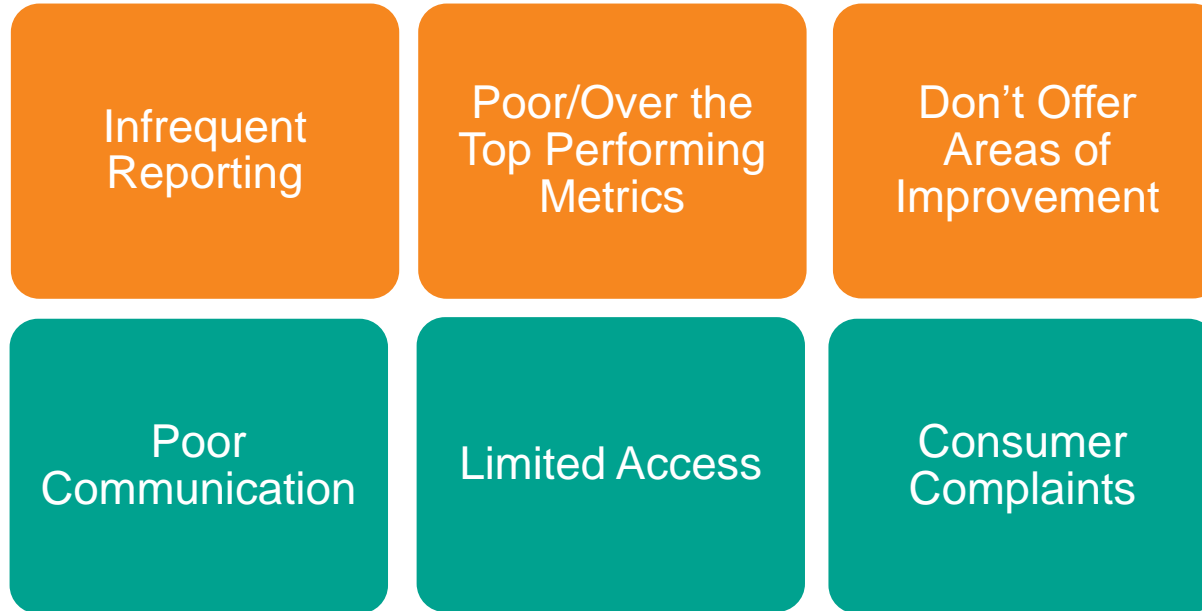 Infrequent
Reporting
Poor/Over the
Top Performing
Metrics
Don’t Offer
Areas of
Improvement
Poor
Communication
Limited Access
Consumer
Complaints